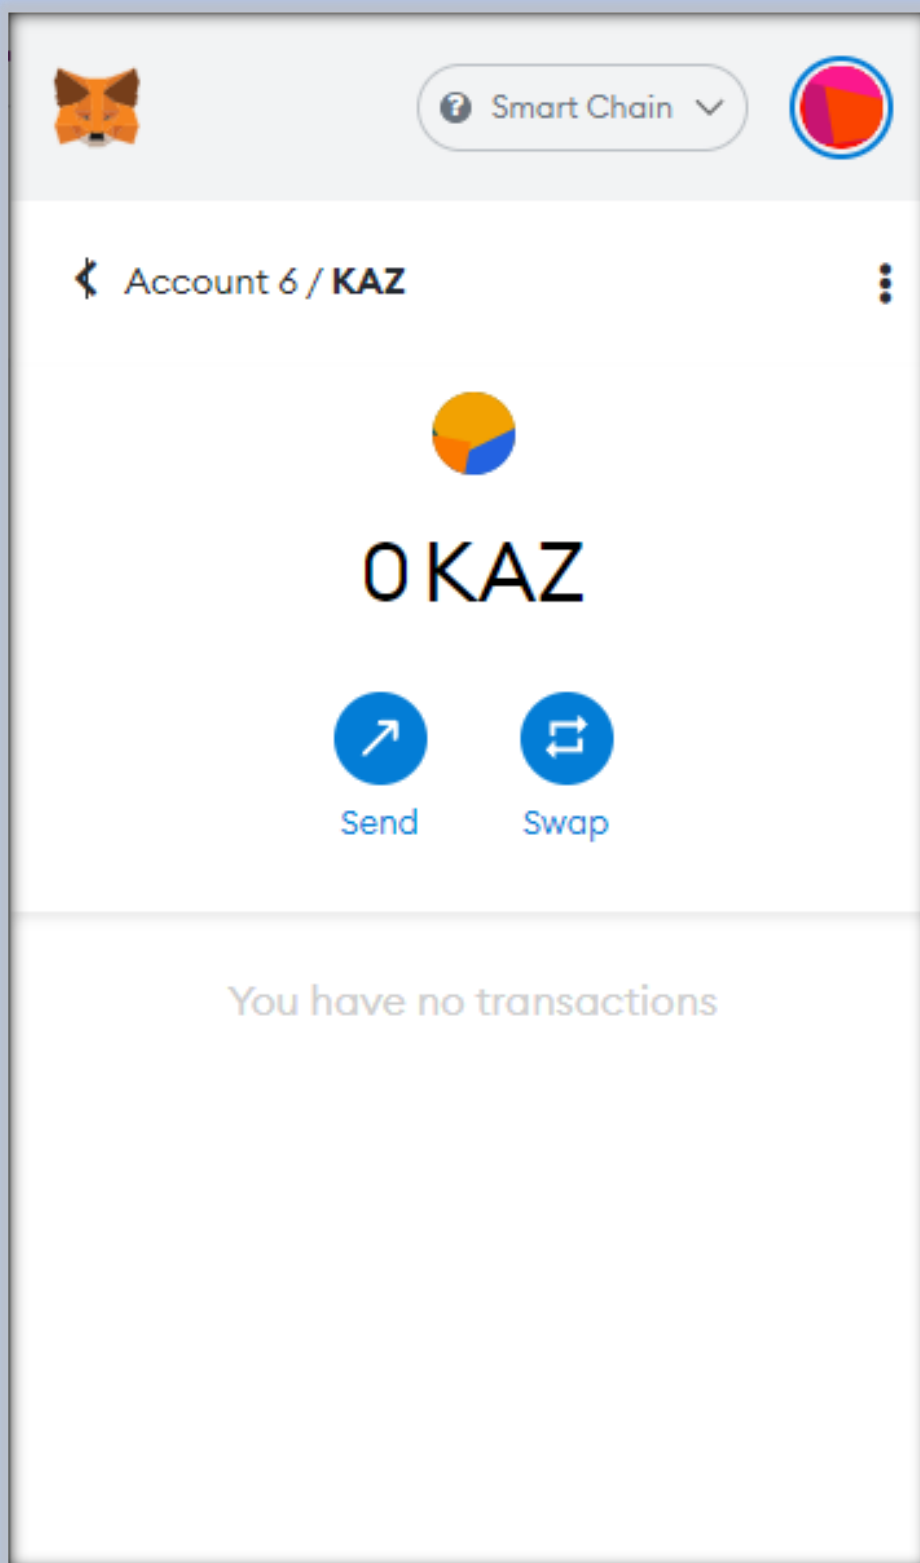 Smart Chain
Account 6 / KAZ
0 KAZ
Send
Swap
You have no transactions